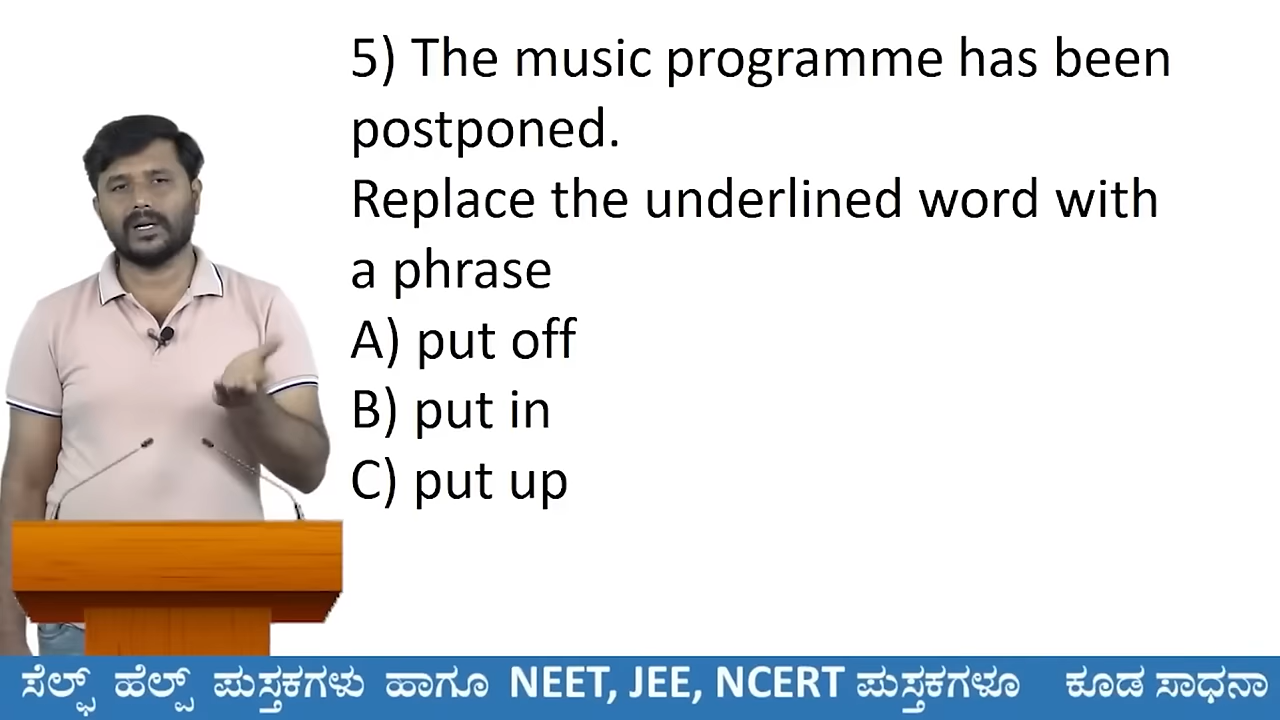 5) The music programme has been
postponed.
Replace the underlined word with
a phrase
A) put off
B) put in
C) put up
ಸೆಲ್ಫ್ ಹೆಲ್ಪ್ ಪುಸ್ತಕಗಳು ಹಾಗೂ NEET, JEE, NCERT ಪುಸ್ತಕಗಳೂ ಕೂಡ ಸಾಧನಾ